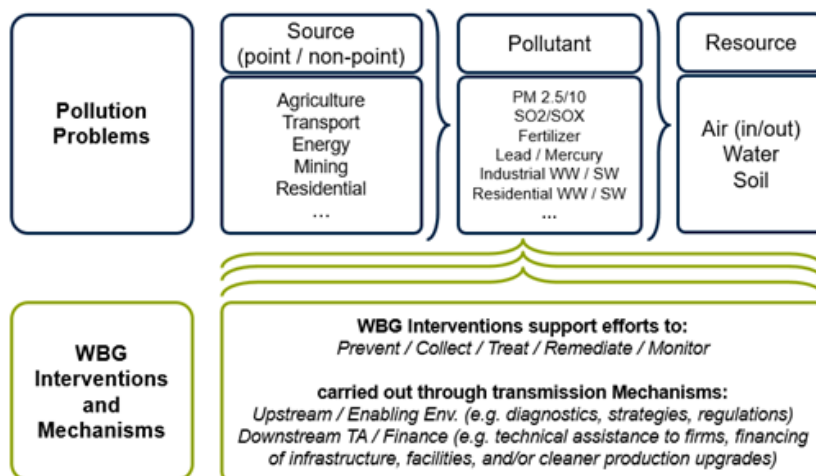 Pollution
Problems
Source
(point / non-point)
Agriculture
Transport
Energy
Mining
Residential
...
Pollutant
PM 2.5/10
SO2/SOX
Fertilizer
Lead / Mercury
Industrial WW / SW
Residential WW / SW
...
Resource
Air (in/out)
Water
Soil
WBG
Interventions
and
Mechanisms
WBG Interventions support efforts to:
Prevent / Collect / Treat / Remediate / Monitor
carried out through transmission Mechanisms:
Upstream / Enabling Env. (e.g. diagnostics, strategies, regulations)
Downstream TA / Finance (e.g. technical assistance to firms, financing
of infrastructure, facilities, and/or cleaner production upgrades)